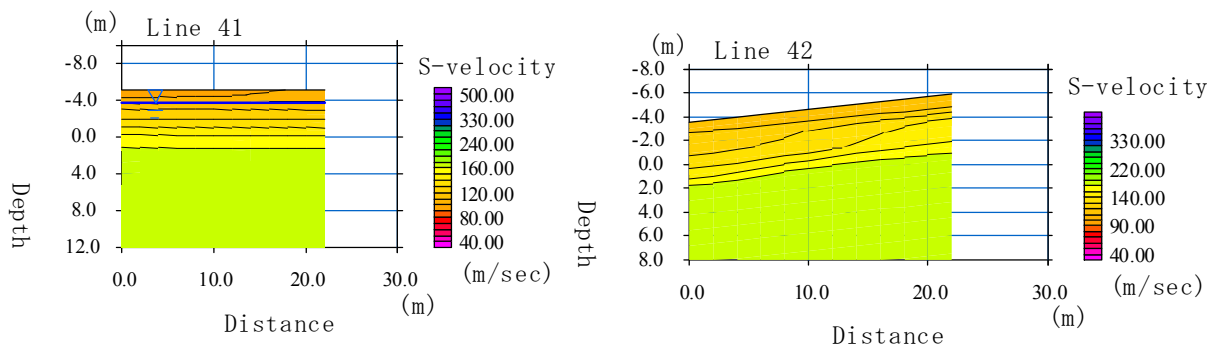 (m) Line 41
-8.0
-4.0
0.0
4.0
8.0
12.0
Depth
0.0 10.0 20.0 30.0
(m)
Distance
S-velocity
500.00
330.00
240.00
160.00
120.00
80.00
40.00
(m/sec)
(m) Line 42
-8.0
-6.0
-4.0
-2.0
0.0
2.0
4.0
6.0
8.0
Depth
0.0 10.0 20.0 30.0
(m)
Distance
S-velocity
330.00
220.00
140.00
90.00
40.00
(m/sec)